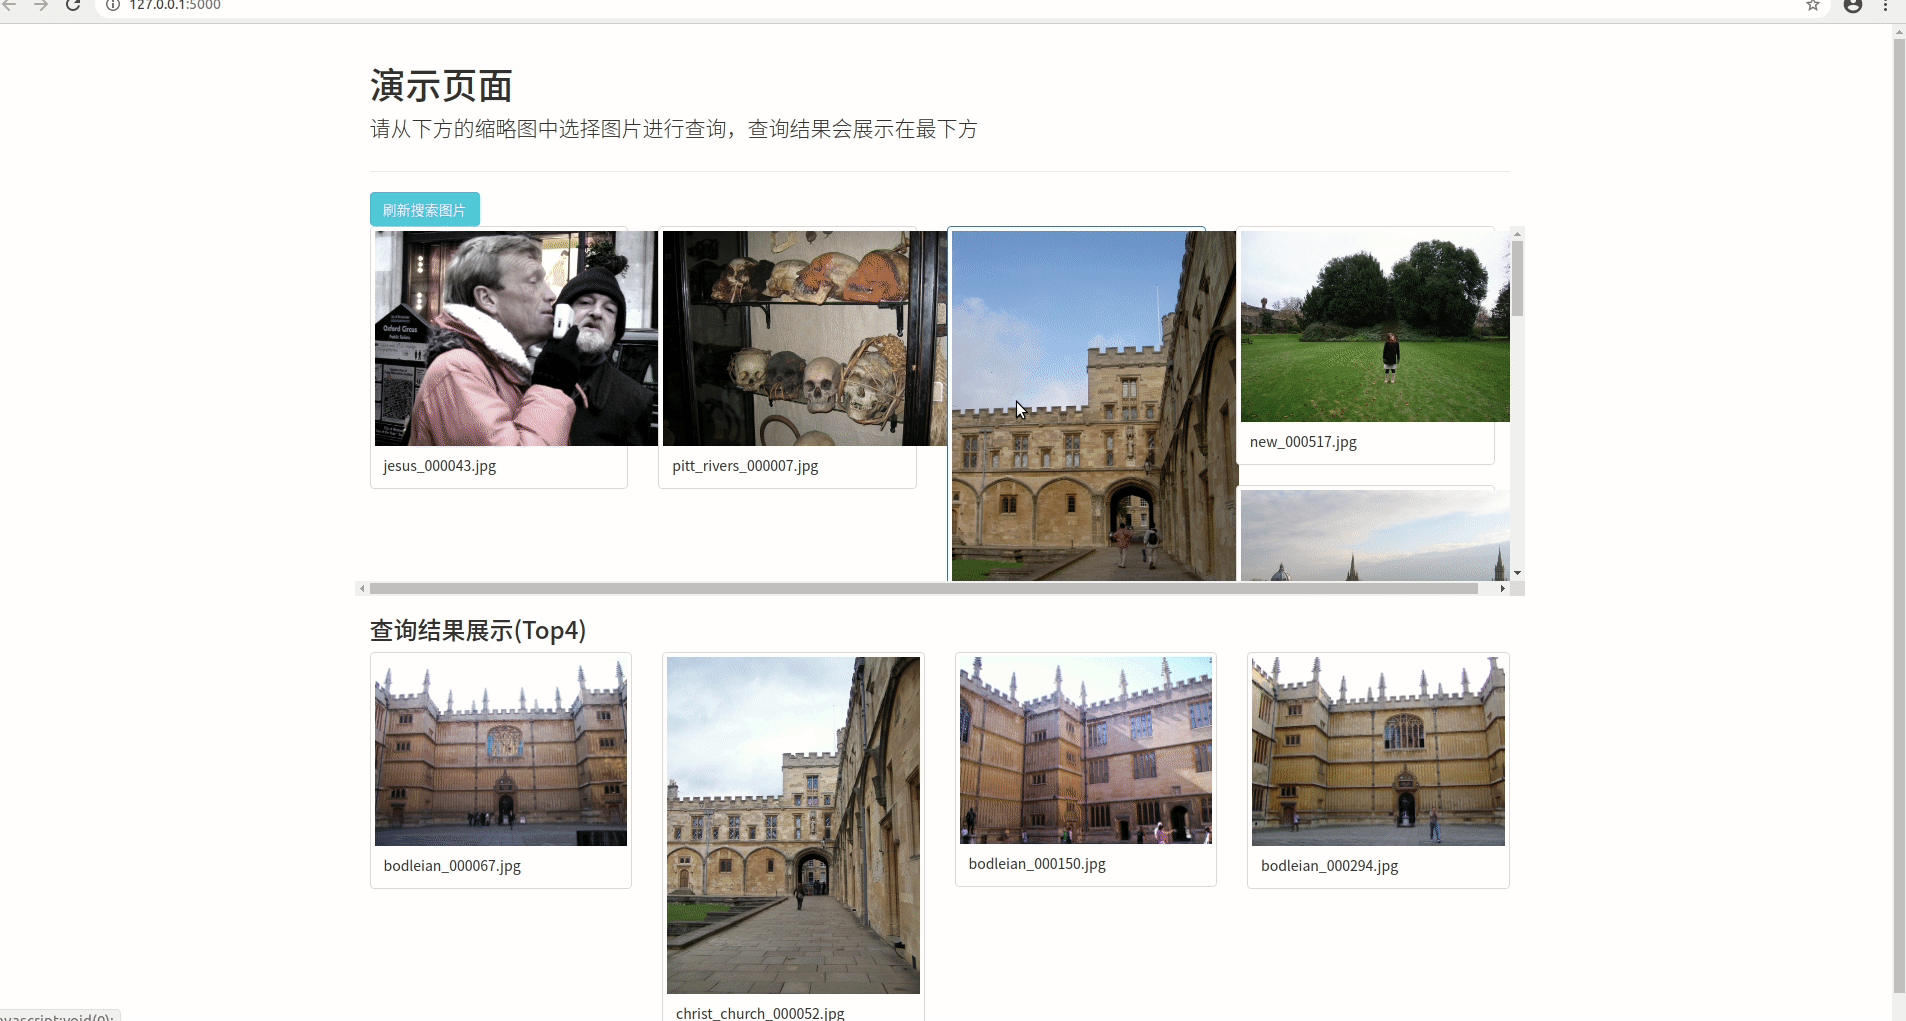 127.0.0.1:5000
演示页面
请从下方的缩略图中选择图片进行查询，查询结果会展示在最下方
刷新搜索图片
Oxford Circus
jesus_000043.jpg
pitt_rivers_000007.jpg
new_000517.jpg
查询结果展示(Top4)
bodleian_000067.jpg
christ_church_000052.jpg
bodleian_000150.jpg
bodleian_000294.jpg
avascript:void(0);